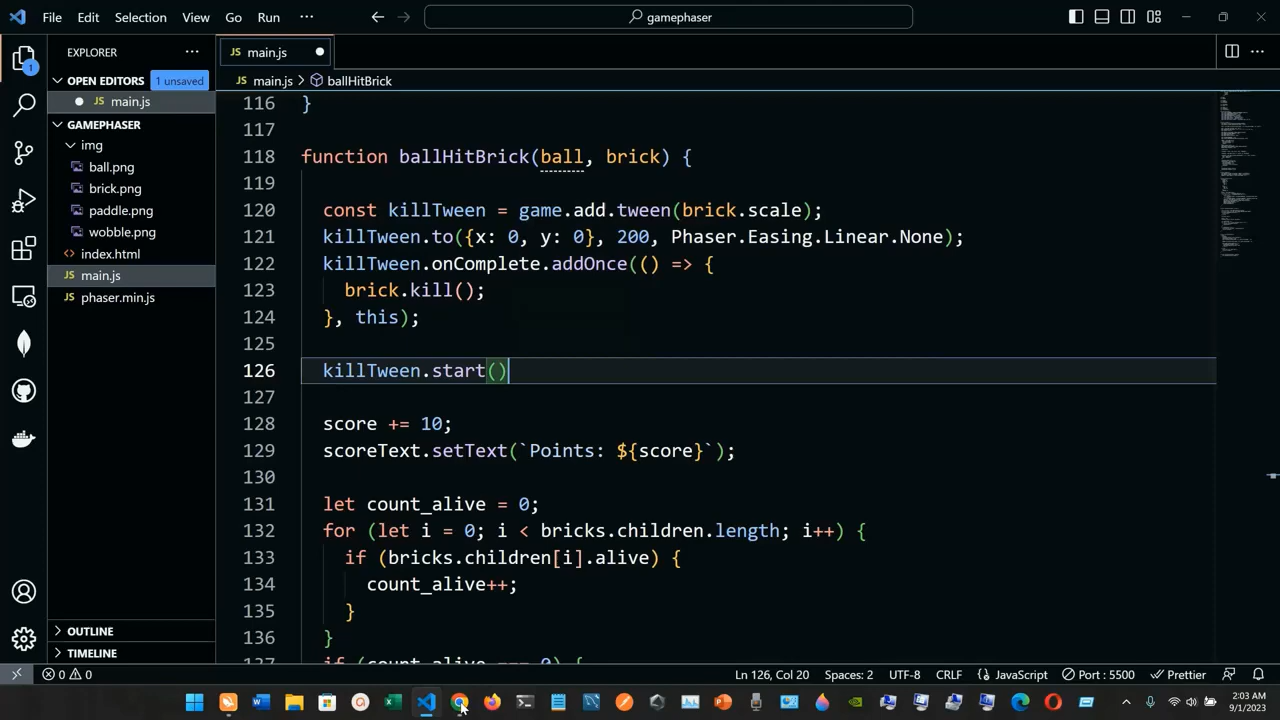 File Edit Selection View Go Run ··· gamephaser
EXPLORER ··· JS main.js
OPEN EDITORS 1 unsaved JS main.js > ballHitBrick
JS main.js
GAMEPHASER
img
ball.png
brick.png
paddle.png
wobble.png
index.html
JS main.js
JS phaser.min.js
OUTLINE
TIMELINE
116 }
117
118 function ballHitBrick(ball, brick) {
119
120 const killTween = game.add.tween(brick.scale);
121 killTween.to({x: 0, y: 0}, 200, Phaser.Easing.Linear.None);
122 killTween.onComplete.addOnce(() => {
123 brick.kill();
124 }, this);
125
126 killTween.start()
127
128 score += 10;
129 scoreText.setText(`Points: ${score}`);
130
131 let count_alive = 0;
132 for (let i = 0; i < bricks.children.length; i++) {
133 if (bricks.children[i].alive) {
134 count_alive++;
135 }
136 }
137 if (count_alive === 0) {
0 0 Ln 126, Col 20 Spaces: 2 UTF-8 CRLF {} JavaScript Port : 5500 Prettier
2:03 AM
9/1/2023